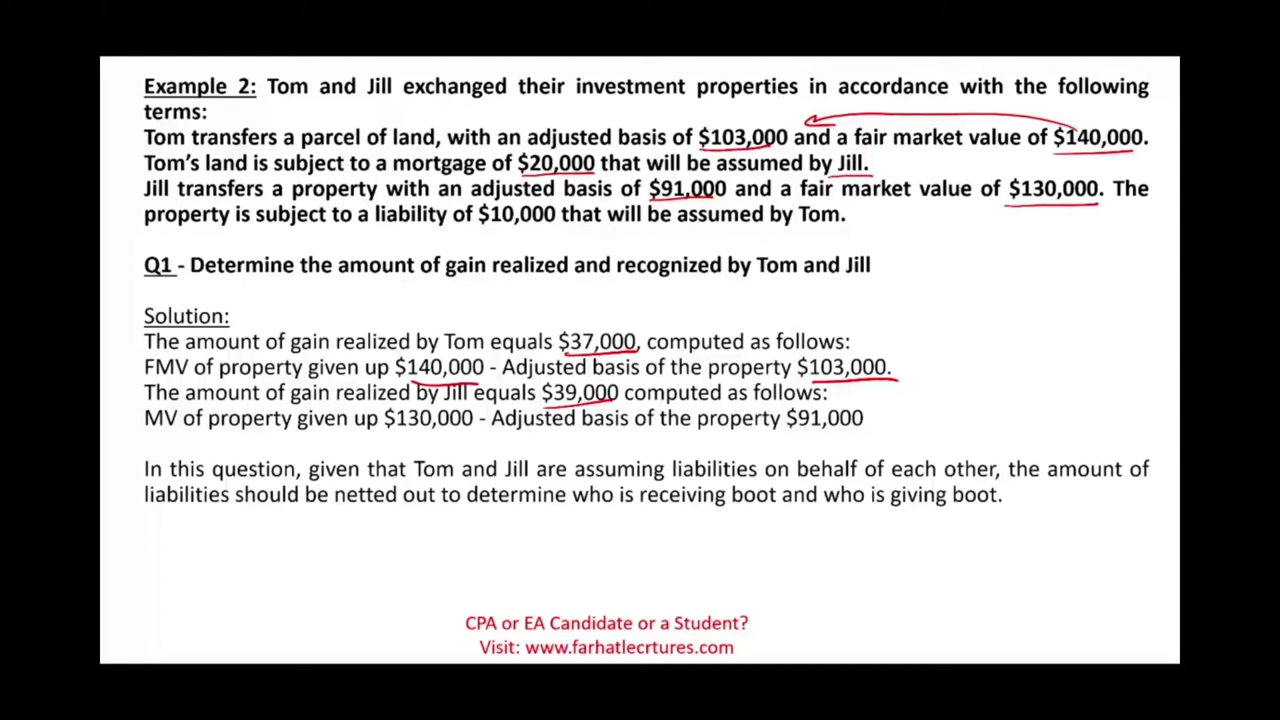 Example 2: Tom and Jill exchanged their investment properties in accordance with the following
terms:
Tom transfers a parcel of land, with an adjusted basis of $103,000 and a fair market value of $140,000.
Tom's land is subject to a mortgage of $20,000 that will be assumed by Jill.
Jill transfers a property with an adjusted basis of $91,000 and a fair market value of $130,000. The
property is subject to a liability of $10,000 that will be assumed by Tom.
Q1 - Determine the amount of gain realized and recognized by Tom and Jill
Solution:
The amount of gain realized by Tom equals $37,000, computed as follows:
FMV of property given up $140,000 - Adjusted basis of the property $103,000.
The amount of gain realized by Jill equals $39,000 computed as follows:
MV of property given up $130,000 - Adjusted basis of the property $91,000
In this question, given that Tom and Jill are assuming liabilities on behalf of each other, the amount of
liabilities should be netted out to determine who is receiving boot and who is giving boot.
CPA or EA Candidate or a Student?
Visit: www.farhatlecrtures.com